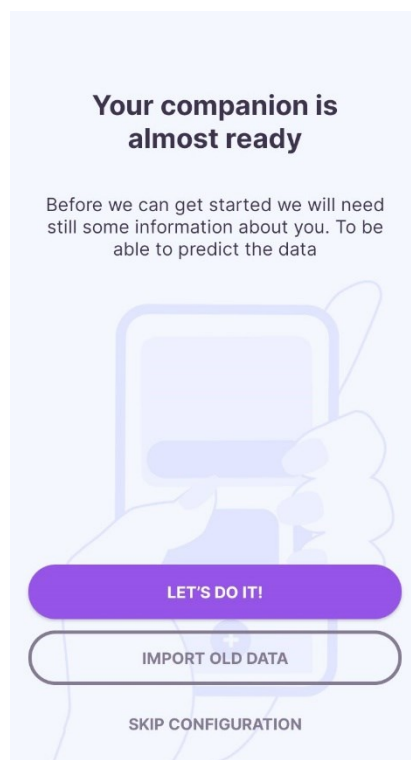 Your companion is
almost ready
Before we can get started we will need
still some information about you. To be
able to predict the data
LET'S DO IT!
IMPORT OLD DATA
SKIP CONFIGURATION